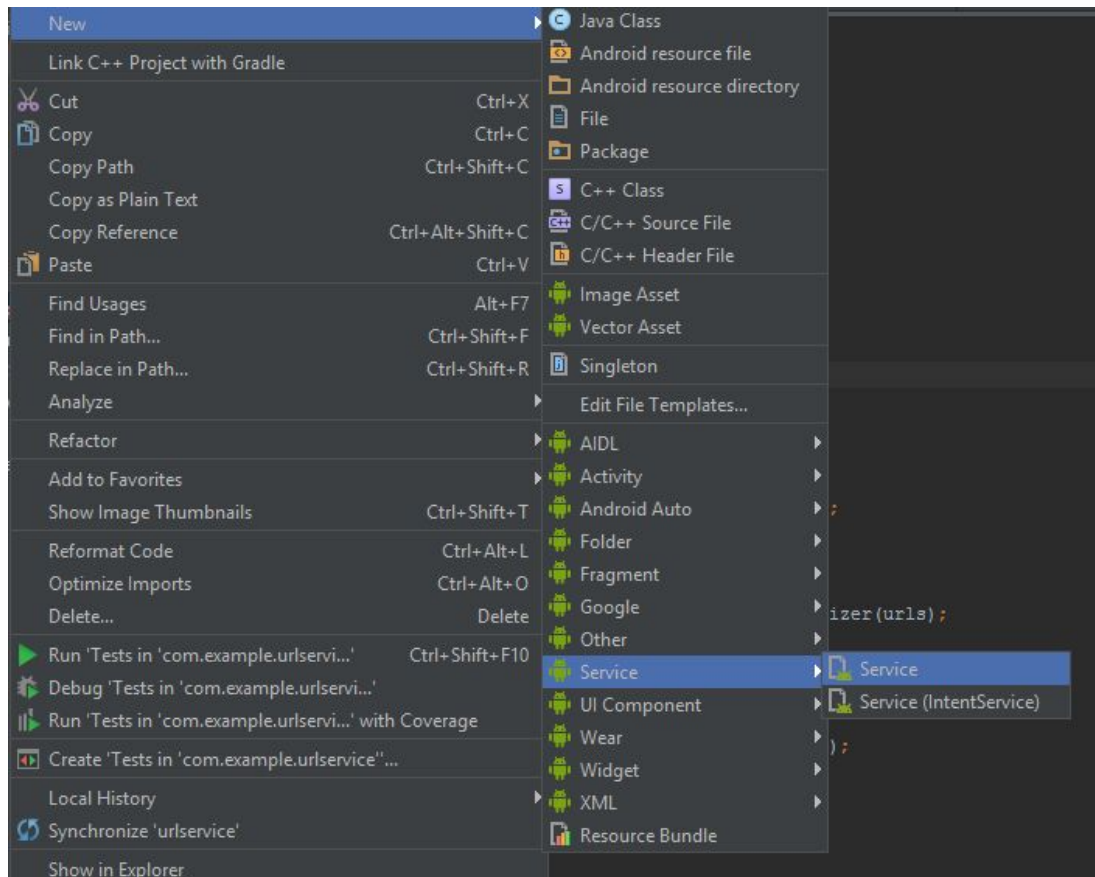 New
Link C++ Project with Gradle
Cut Ctrl+X
Copy Ctrl+C
Copy Path Ctrl+Shift+C
Copy as Plain Text
Copy Reference Ctrl+Alt+Shift+C
Paste Ctrl+V
Find Usages Alt+F7
Find in Path... Ctrl+Shift+F
Replace in Path... Ctrl+Shift+R
Analyze
Refactor
Add to Favorites
Show Image Thumbnails Ctrl+Shift+T
Reformat Code Ctrl+Alt+L
Optimize Imports Ctrl+Alt+O
Delete... Delete
Run 'Tests in 'com.example.urlservi...' Ctrl+Shift+F10
Debug 'Tests in 'com.example.urlservi...'
Run 'Tests in 'com.example.urlservi...' with Coverage
Create 'Tests in 'com.example.urlservice''...
Local History
Synchronize 'urlservice'
Show in Explorer
Java Class
Android resource file
Android resource directory
File
Package
C++ Class
C/C++ Source File
C/C++ Header File
Image Asset
Vector Asset
Singleton
Edit File Templates...
AIDL
Activity
Android Auto
Folder
Fragment
Google
Other
Service
UI Component
Wear
Widget
XML
Resource Bundle
;
izer(urls);
Service
Service (IntentService)
);